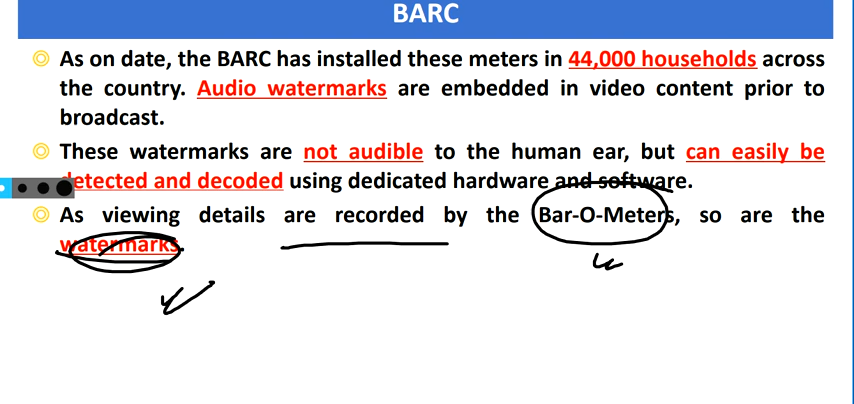 BARC
As on date, the BARC has installed these meters in 44,000 households across
the country. Audio watermarks are embedded in video content prior to
broadcast.
These watermarks are not audible to the human ear, but can easily be
detected and decoded using dedicated hardware and software.
As viewing details are recorded by the Bar-O-Meters, so are the
watermarks.